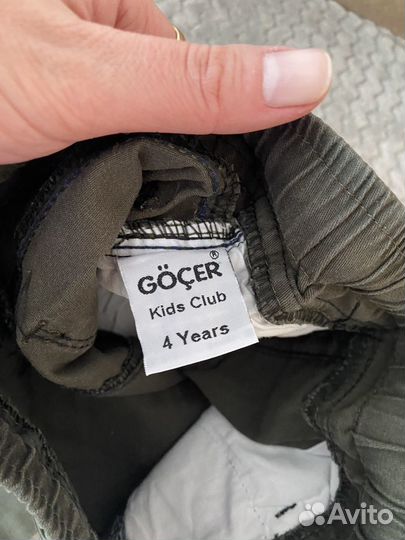 GÖÇER®
Kids Club
4 Years
Avito